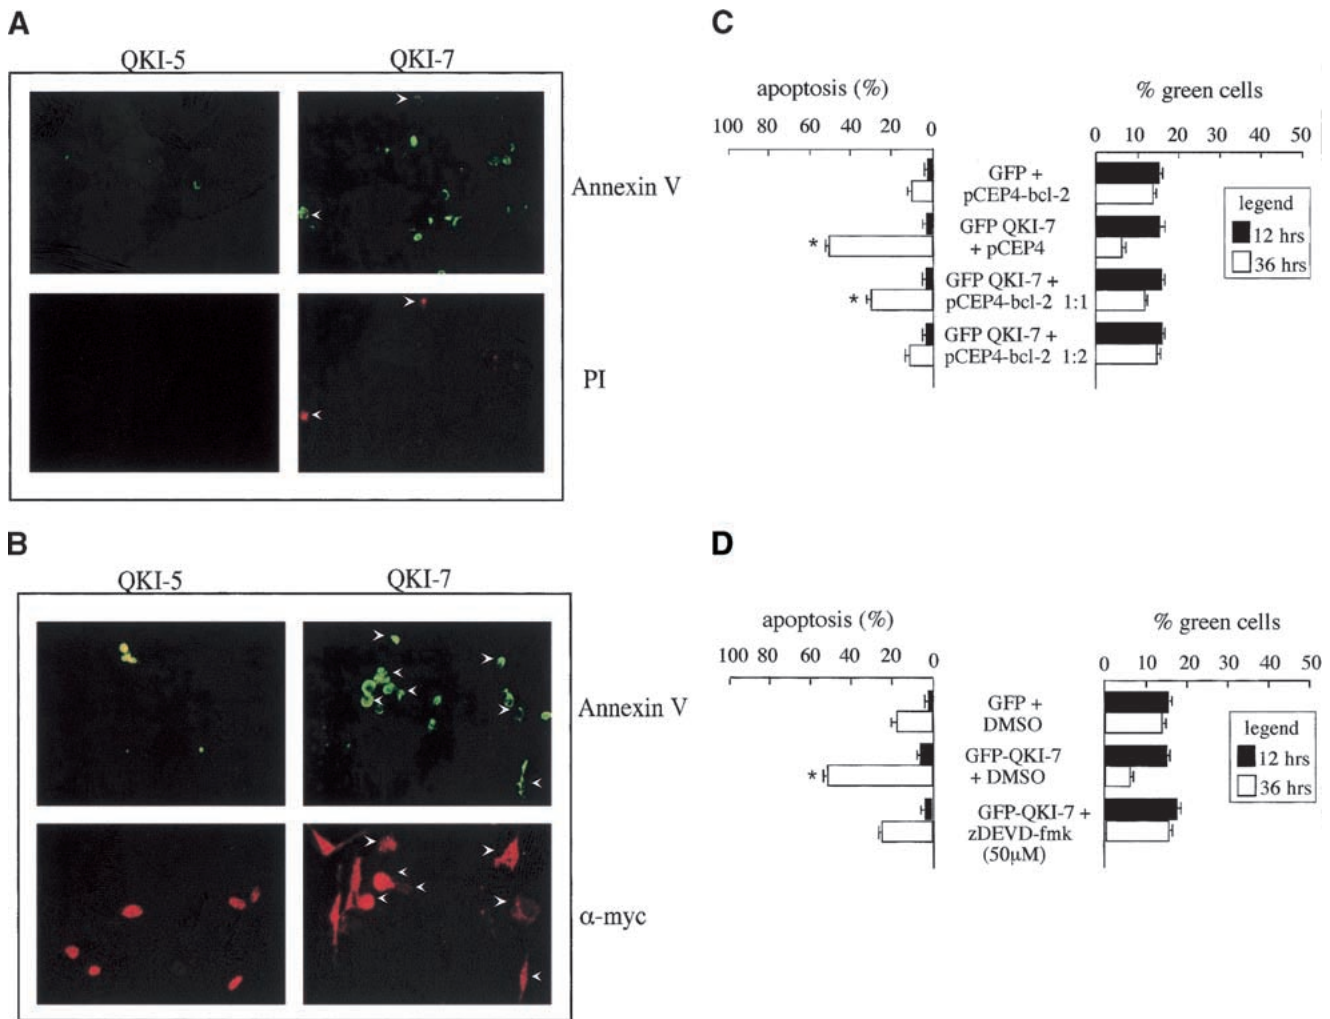 A
QKI-5
QKI-7
Annexin V
PI
B
QKI-5
QKI-7
Annexin V
α-myc
C
apoptosis (%)
% green cells
100 80 60 40 20 0
0 10 20 30 40 50
GFP +
pCEP4-bcl-2
GFP QKI-7
+ pCEP4
*
GFP QKI-7 +
pCEP4-bcl-2 1:1
*
GFP QKI-7 +
pCEP4-bcl-2 1:2
legend
12 hrs
36 hrs
D
apoptosis (%)
% green cells
100 80 60 40 20 0
0 10 20 30 40 50
GFP +
DMSO
GFP-QKI-7
+ DMSO
*
GFP-QKI-7 +
zDEVD-fmk
(50µM)
legend
12 hrs
36 hrs